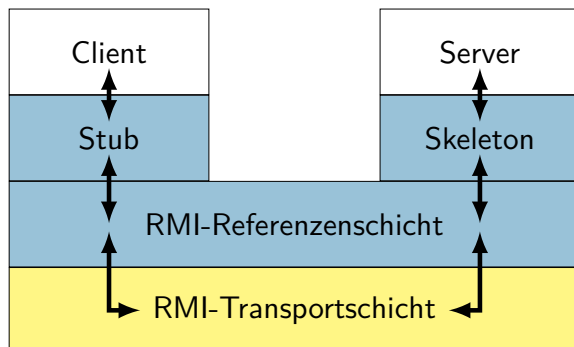 Client
Server
Stub
Skeleton
RMI-Referenzenschicht
RMI-Transportschicht